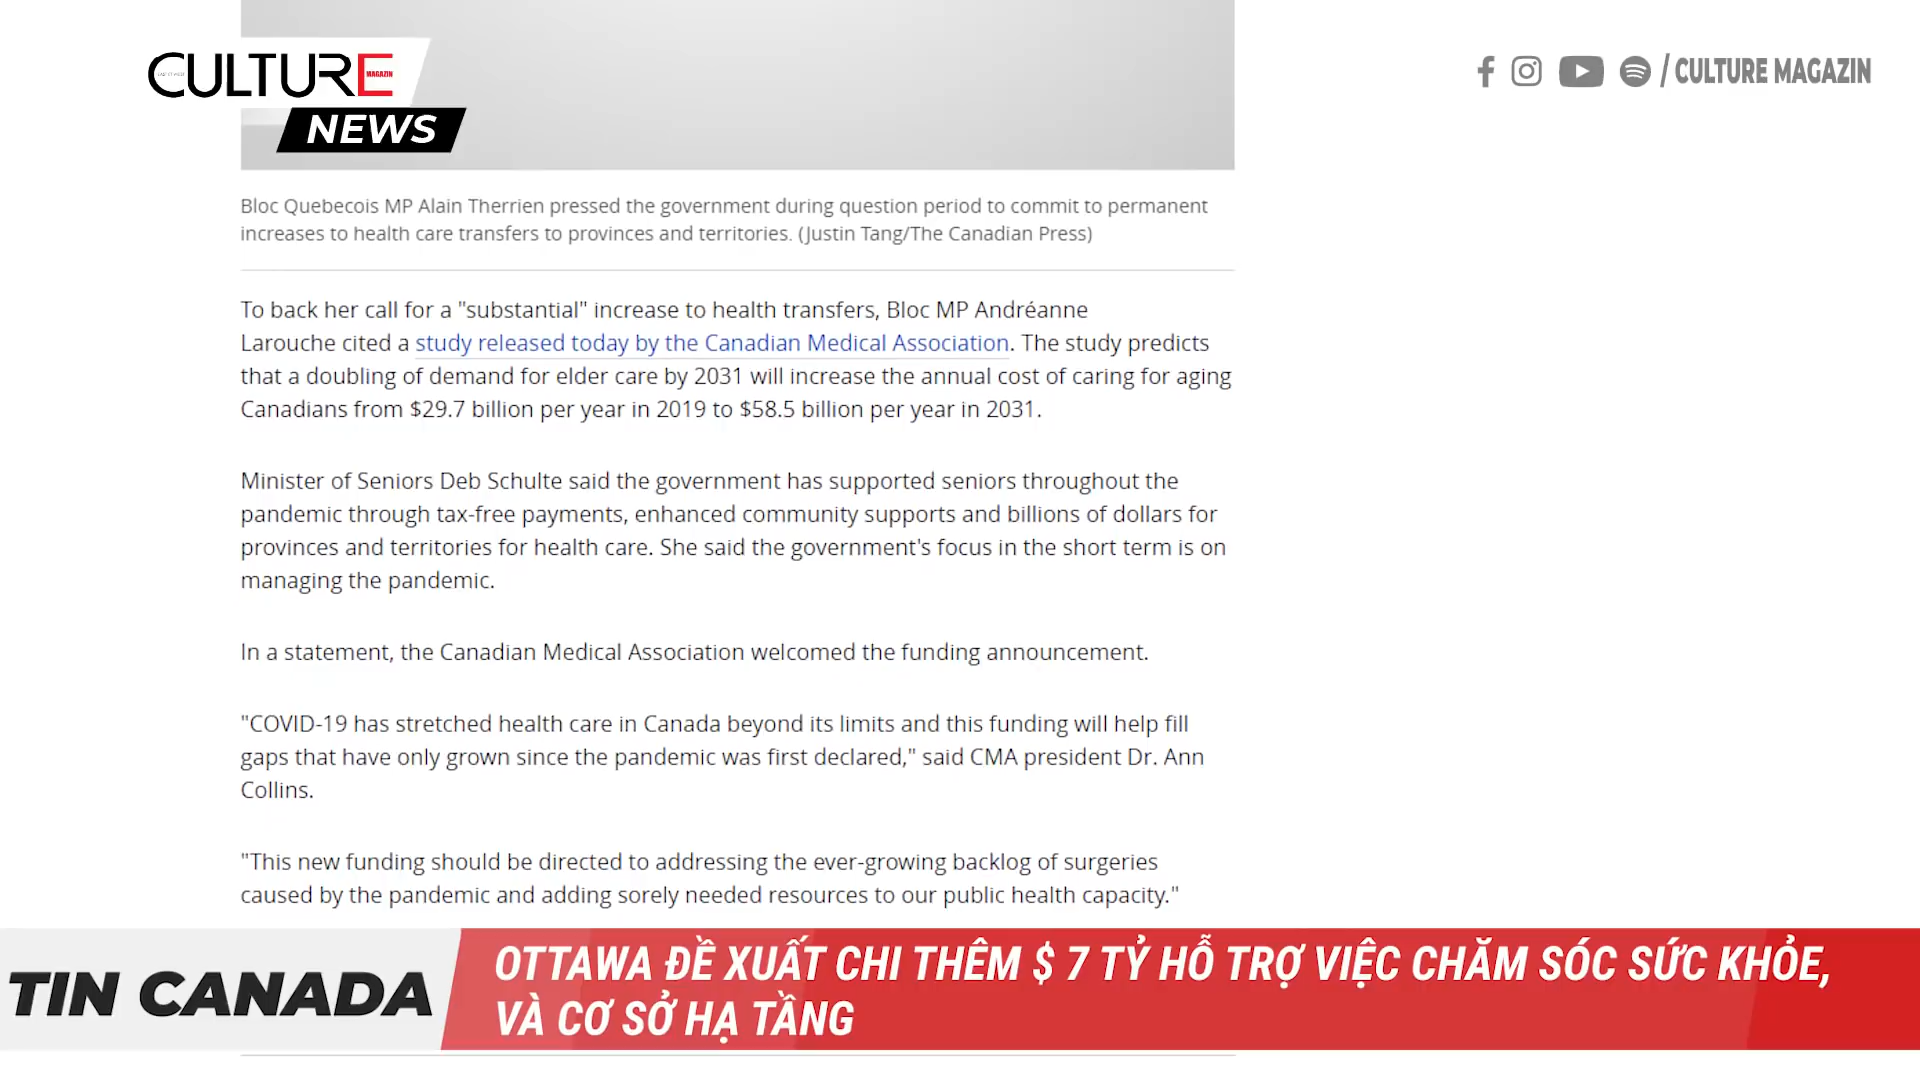 CULTURE
MAGAZIN
NEWS
/ CULTURE MAGAZIN
Bloc Quebecois MP Alain Therrien pressed the government during question period to commit to permanent
increases to health care transfers to provinces and territories. (Justin Tang/The Canadian Press)
To back her call for a "substantial" increase to health transfers, Bloc MP Andréanne
Larouche cited a study released today by the Canadian Medical Association. The study predicts
that a doubling of demand for elder care by 2031 will increase the annual cost of caring for aging
Canadians from $29.7 billion per year in 2019 to $58.5 billion per year in 2031.
Minister of Seniors Deb Schulte said the government has supported seniors throughout the
pandemic through tax-free payments, enhanced community supports and billions of dollars for
provinces and territories for health care. She said the government's focus in the short term is on
managing the pandemic.
In a statement, the Canadian Medical Association welcomed the funding announcement.
"COVID-19 has stretched health care in Canada beyond its limits and this funding will help fill
gaps that have only grown since the pandemic was first declared," said CMA president Dr. Ann
Collins.
"This new funding should be directed to addressing the ever-growing backlog of surgeries
caused by the pandemic and adding sorely needed resources to our public health capacity."
TIN CANADA
OTTAWA ĐỀ XUẤT CHI THÊM $ 7 TỶ HỖ TRỢ VIỆC CHĂM SÓC SỨC KHỎE,
VÀ CƠ SỞ HẠ TẦNG